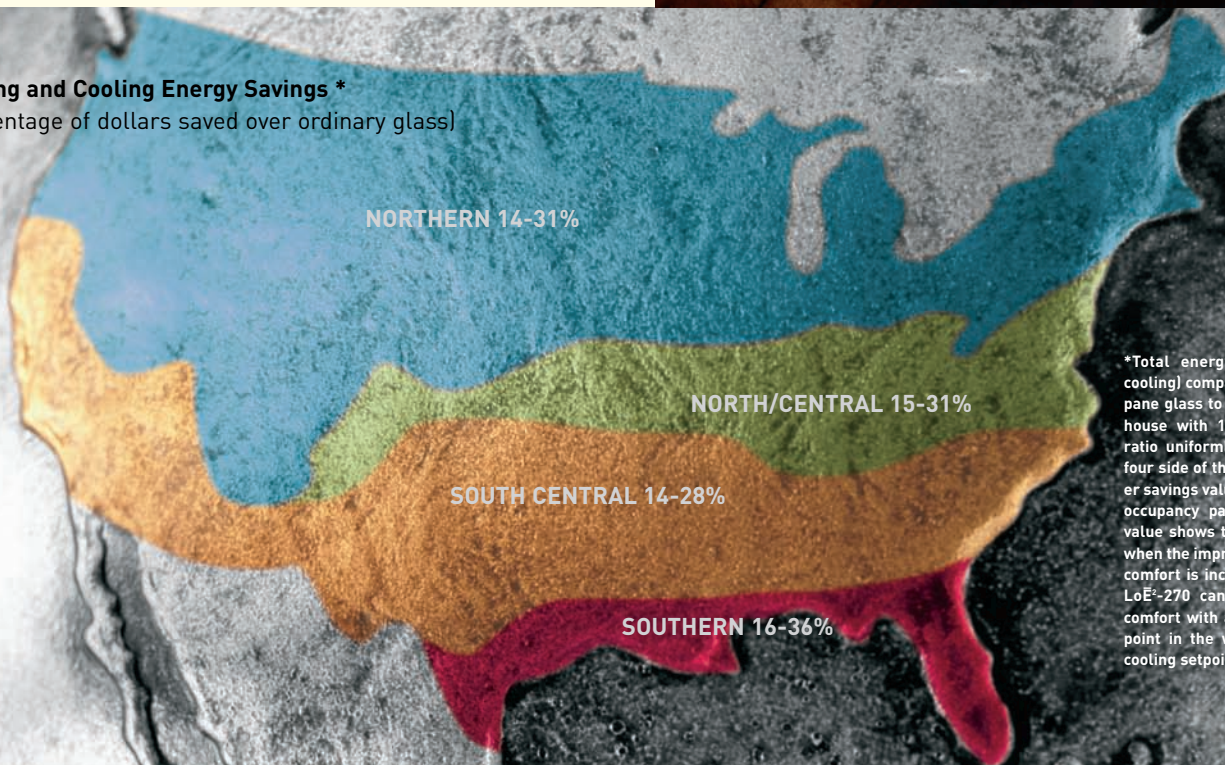 ng and Cooling Energy Savings *
entage of dollars saved over ordinary glass)
NORTHERN 14-31%
NORTH/CENTRAL 15-31%
SOUTH CENTRAL 14-28%
SOUTHERN 16-36%
*Total energ
cooling) comp
pane glass to
house with 1
ratio uniform
four side of th
er savings val
occupancy pa
value shows t
when the impr
comfort is inc
LoĒ²-270 can
comfort with
point in the
cooling setpoi